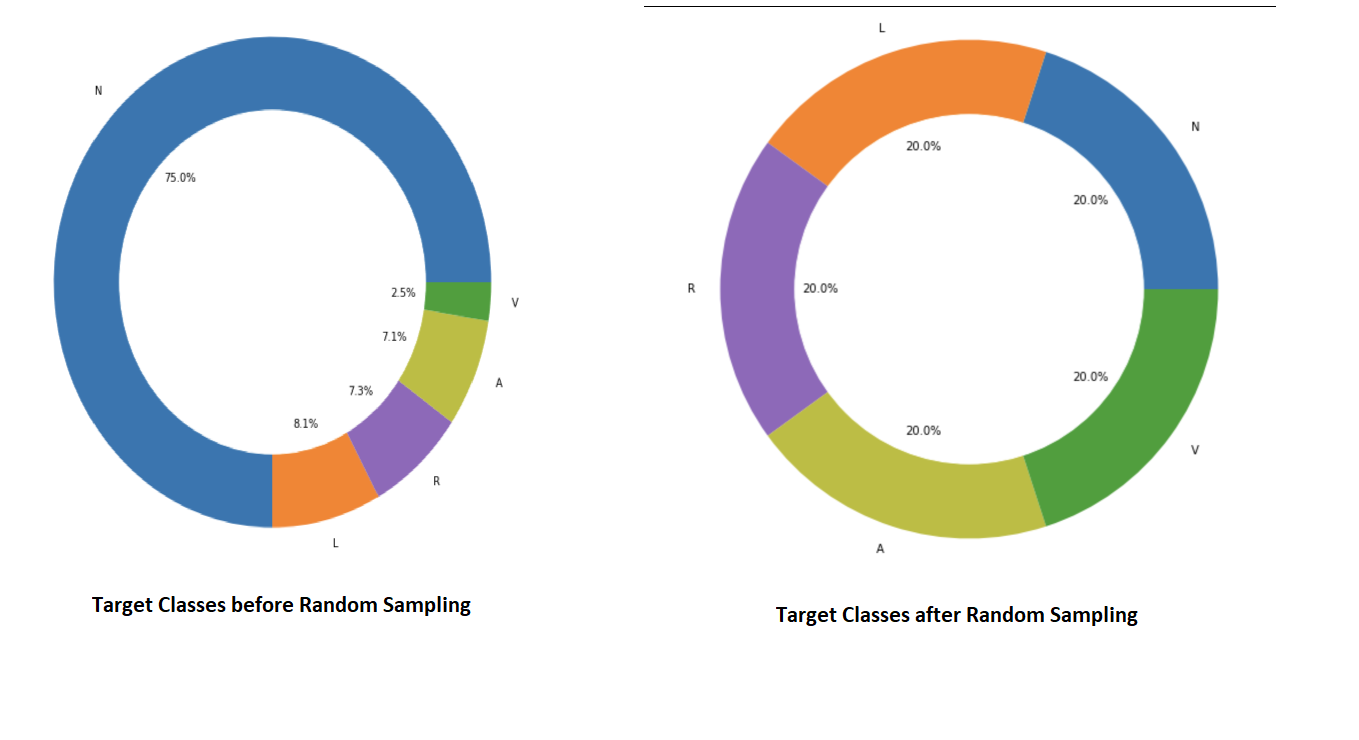 N
75.0%
2.5%
V
7.1%
A
7.3%
8.1%
R
L
Target Classes before Random Sampling
L
N
20.0%
20.0%
R
20.0%
20.0%
20.0%
V
A
Target Classes after Random Sampling